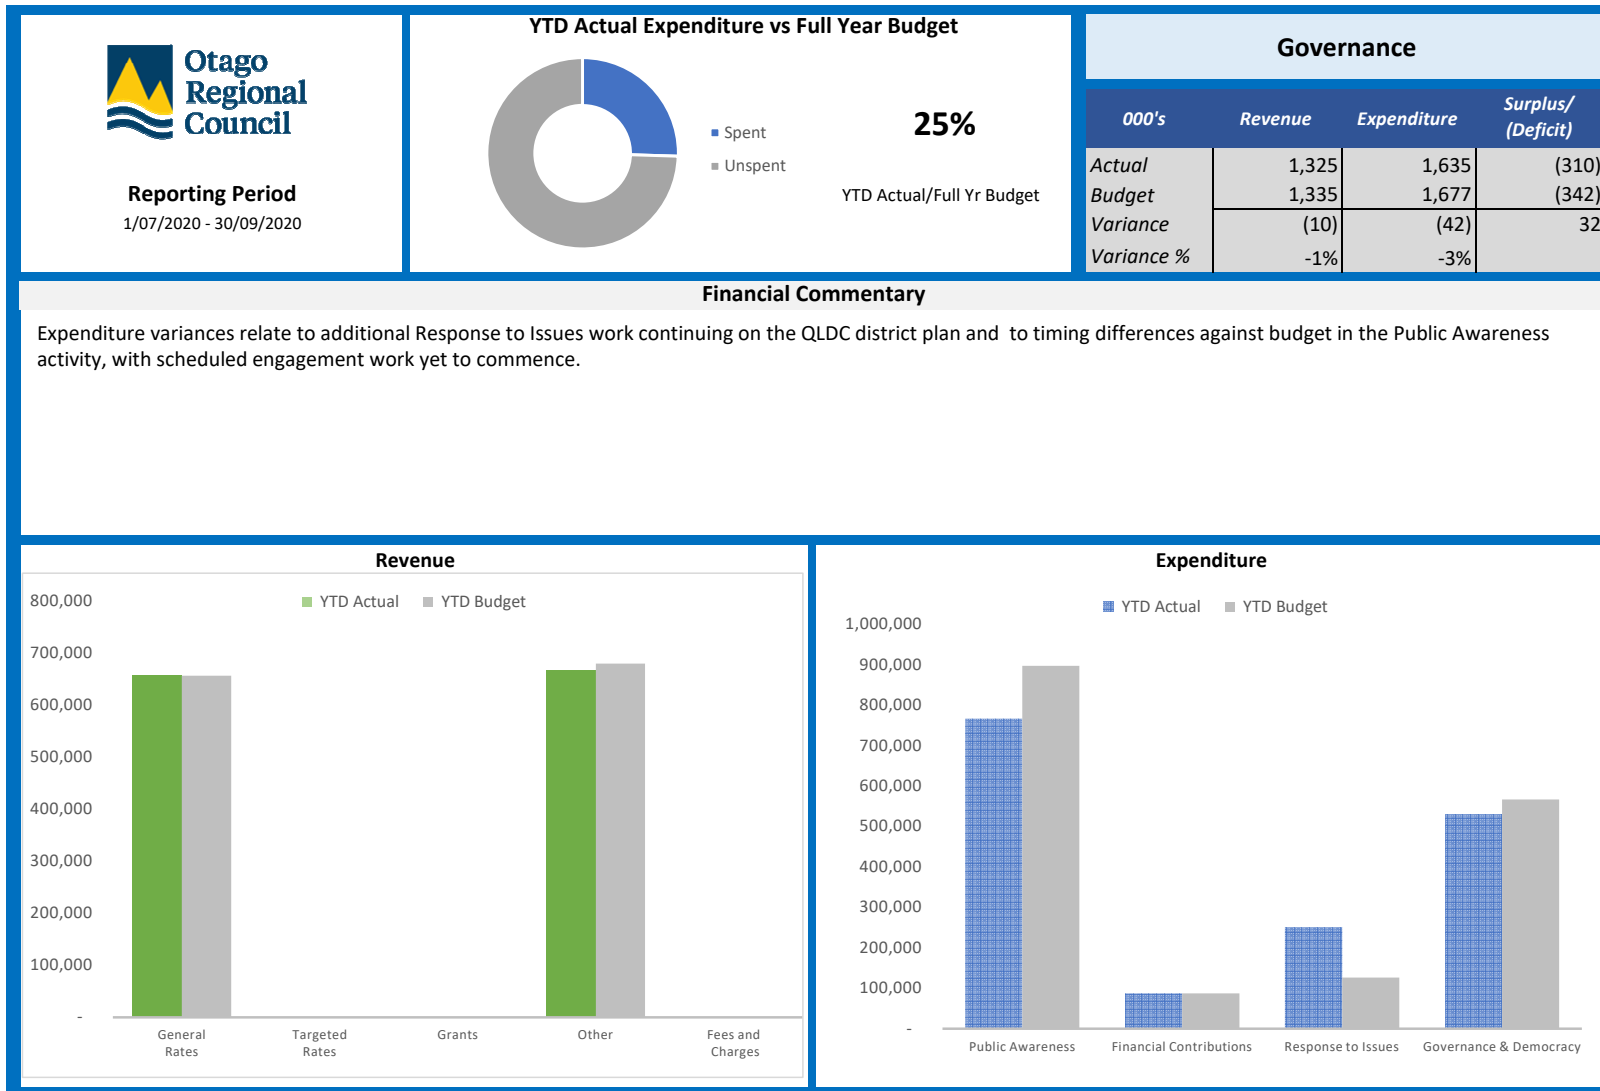 Otago
Regional
Council
Reporting Period
1/07/2020 - 30/09/2020
YTD Actual Expenditure vs Full Year Budget
Spent
Unspent
25%
YTD Actual/Full Yr Budget
Governance
000's Revenue Expenditure Surplus/ (Deficit)
Actual 1,325 1,635 (310)
Budget 1,335 1,677 (342)
Variance (10) (42) 32
Variance % -1% -3%
Financial Commentary
Expenditure variances relate to additional Response to Issues work continuing on the QLDC district plan and to timing differences against budget in the Public Awareness
activity, with scheduled engagement work yet to commence.
Revenue
YTD Actual YTD Budget
800,000
700,000
600,000
500,000
400,000
300,000
200,000
100,000
-
General Rates
Targeted Rates
Grants
Other
Fees and Charges
Expenditure
YTD Actual YTD Budget
1,000,000
900,000
800,000
700,000
600,000
500,000
400,000
300,000
200,000
100,000
-
Public Awareness Financial Contributions Response to Issues Governance & Democracy